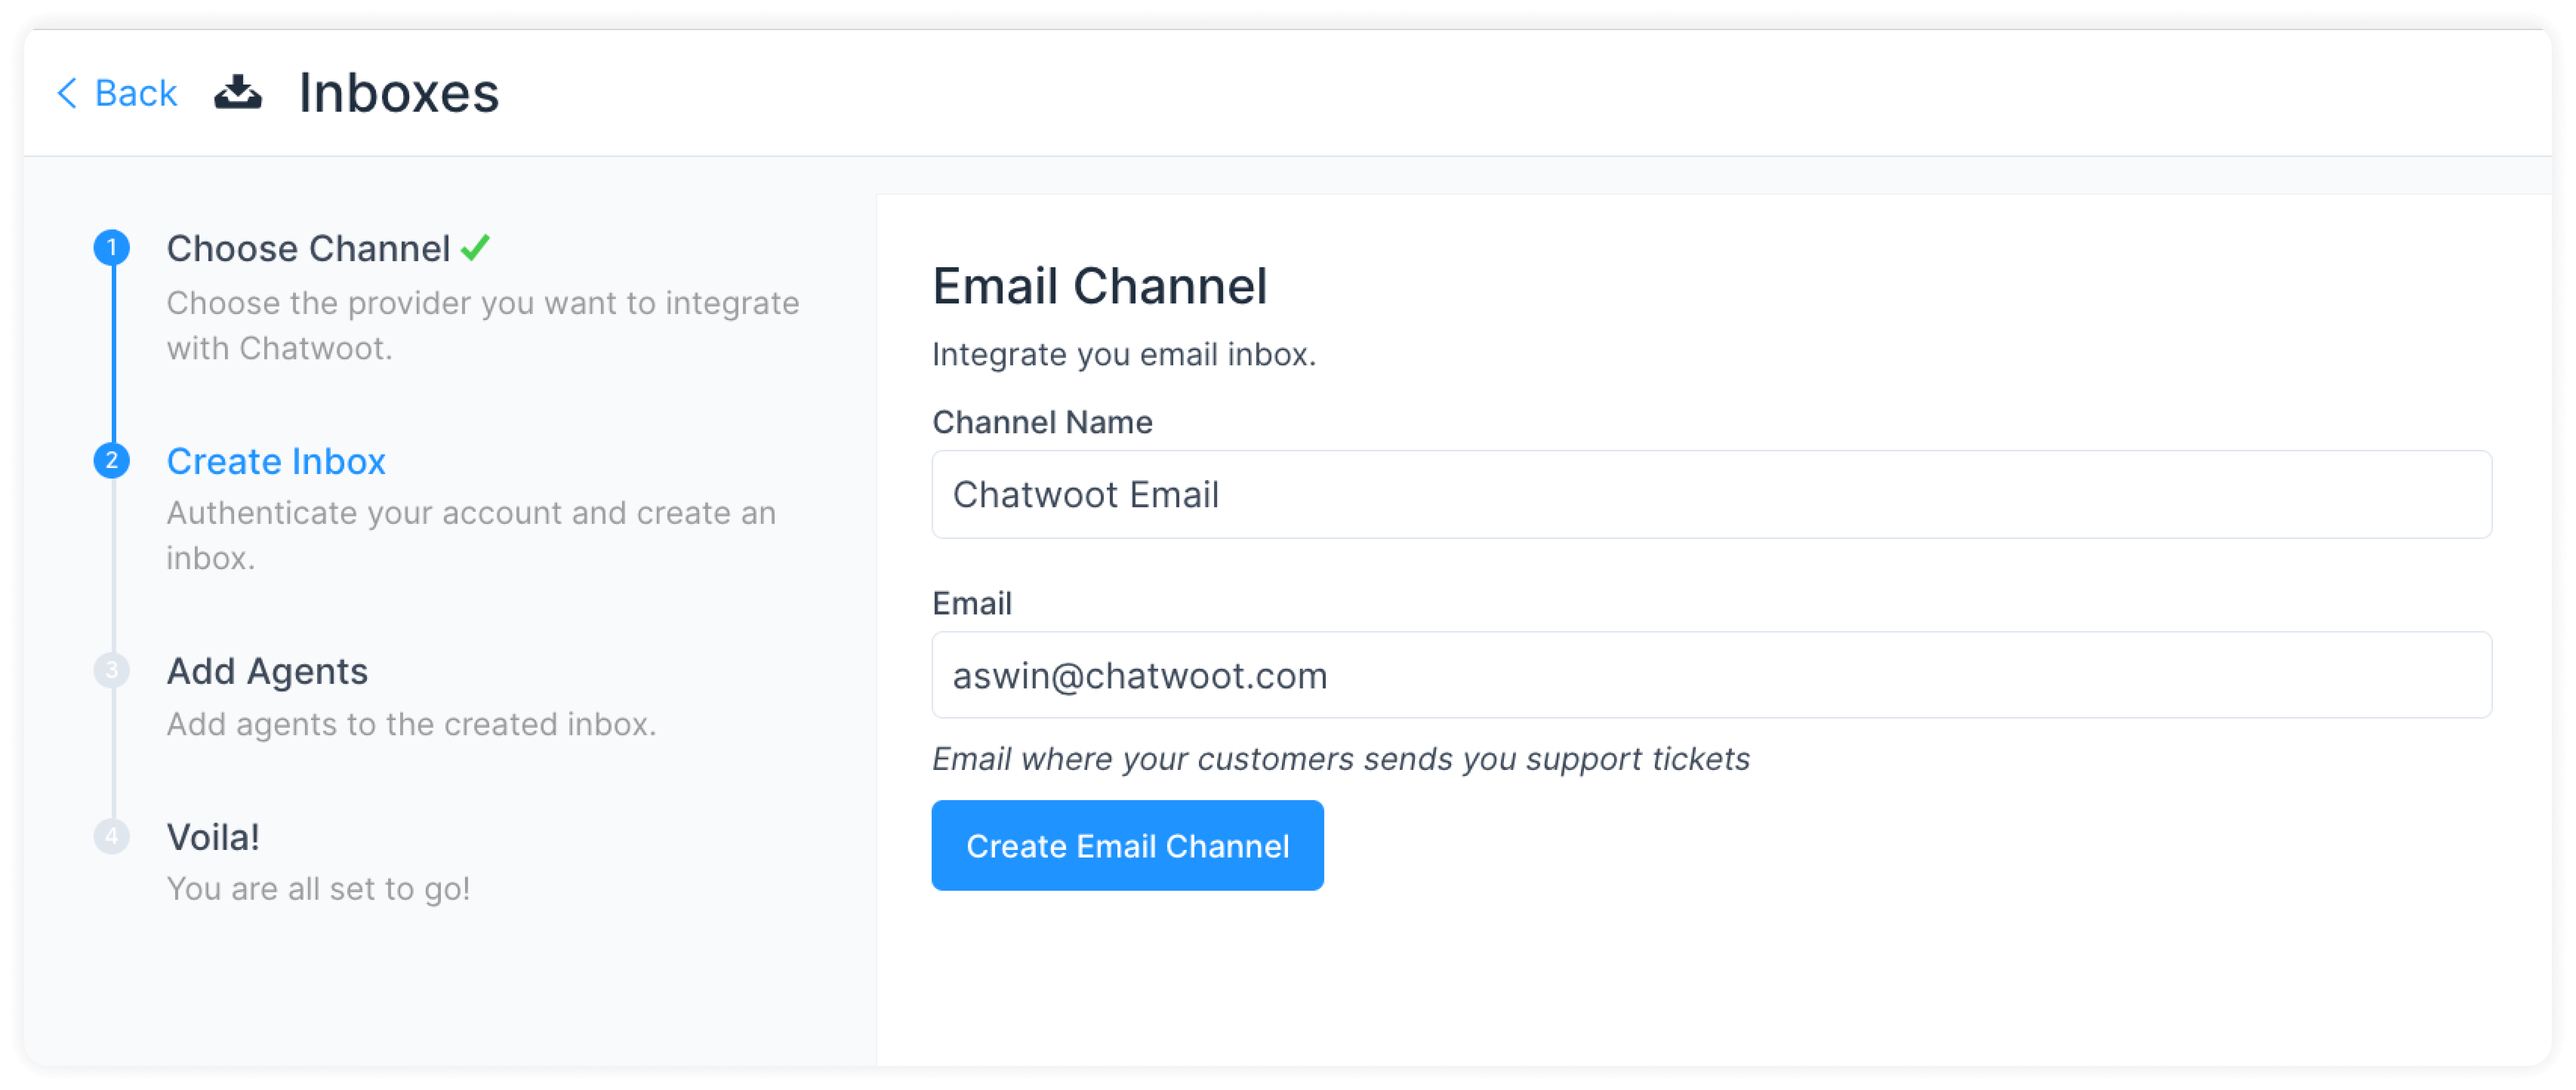 Back
Inboxes
1
Choose Channel
Choose the provider you want to integrate
with Chatwoot.
2
Create Inbox
Authenticate your account and create an
inbox.
3
Add Agents
Add agents to the created inbox.
4
Voila!
You are all set to go!
Email Channel
Integrate you email inbox.
Channel Name
Chatwoot Email
Email
aswin@chatwoot.com
Email where your customers sends you support tickets
Create Email Channel